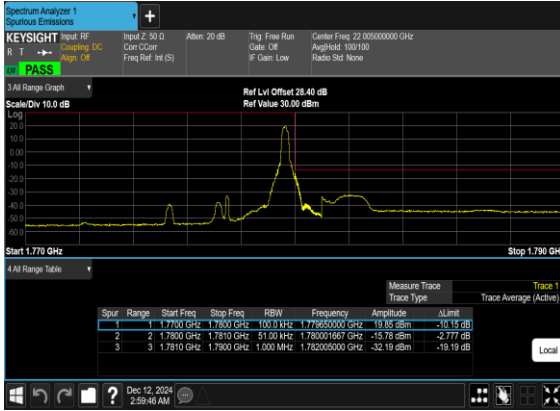 Spectrum Analyzer 1
Spurious Emissions
+
KEYSIGHT Input: RF Input Z: 50 Ω Atten: 20 dB Trig: Free Run Center Freq: 22.005000000 GHz
R T Coupling: DC Corr CCorr Gate: Off Avg|Hold: 100/100
Align: Off Freq Ref: Int (S) IF Gain: Low Radio Std: None
PASS
3 All Range Graph
Ref Lvl Offset 28.40 dB
Scale/Div 10.0 dB Ref Value 30.00 dBm
Log
20.0
10.0
0.00
-10.0
-20.0
-30.0
-40.0
-50.0
-60.0
Start 1.770 GHz Stop 1.790 GH
4 All Range Table
Measure Trace Trace 1
Trace Type Trace Average (Active)
Spur Range Start Freq Stop Freq RBW Frequency Amplitude ΔLimit
1 1 1.7700 GHz 1.7800 GHz 100.0 kHz 1.779650000 GHz 19.85 dBm -10.15 dB
2 2 1.7800 GHz 1.7810 GHz 51.00 kHz 1.780001667 GHz -15.78 dBm -2.777 dB
3 3 1.7810 GHz 1.7900 GHz 1.000 MHz 1.782005000 GHz -32.19 dBm -19.19 dB
Local
? Dec 12, 2024
2:59:46 AM